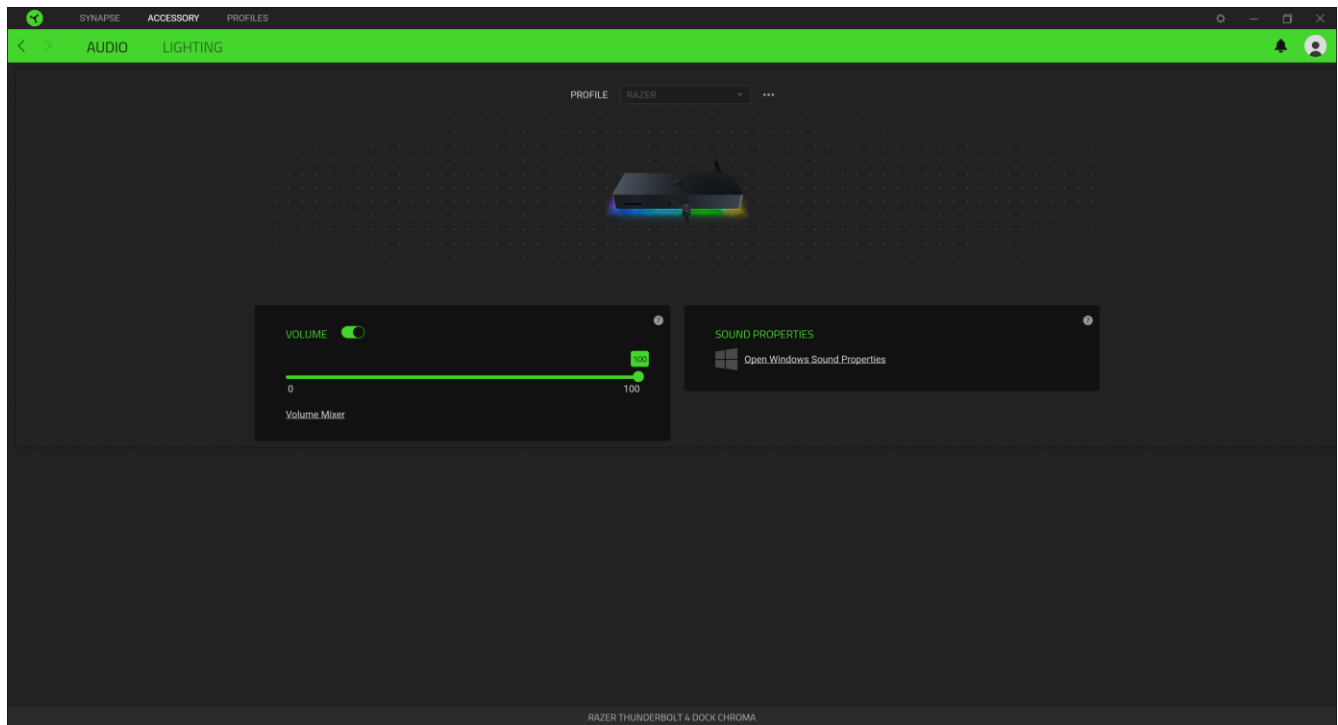 SYNAPSE ACCESSORY PROFILES
AUDIO LIGHTING
PROFILE RAZER
VOLUME
100
0 100
Volume Mixer
SOUND PROPERTIES
Open Windows Sound Properties
RAZER THUNDERBOLT 4 DOCK CHROMA